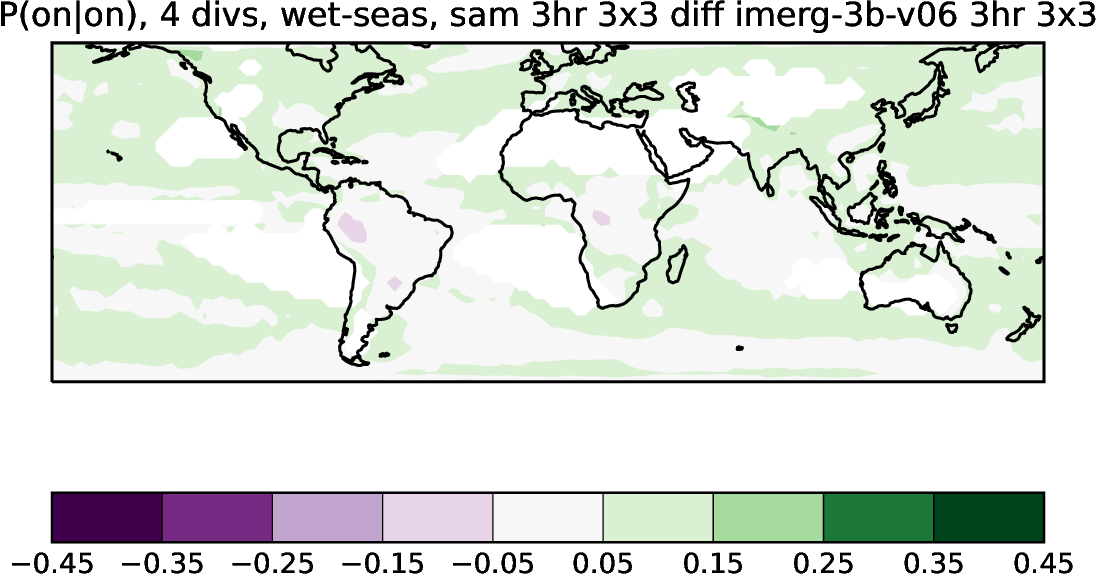 P(on|on), 4 divs, wet-seas, sam 3hr 3x3 diff imerg-3b-v06 3hr 3x3
−0.45 −0.35 −0.25 −0.15 −0.05 0.05 0.15 0.25 0.35 0.45